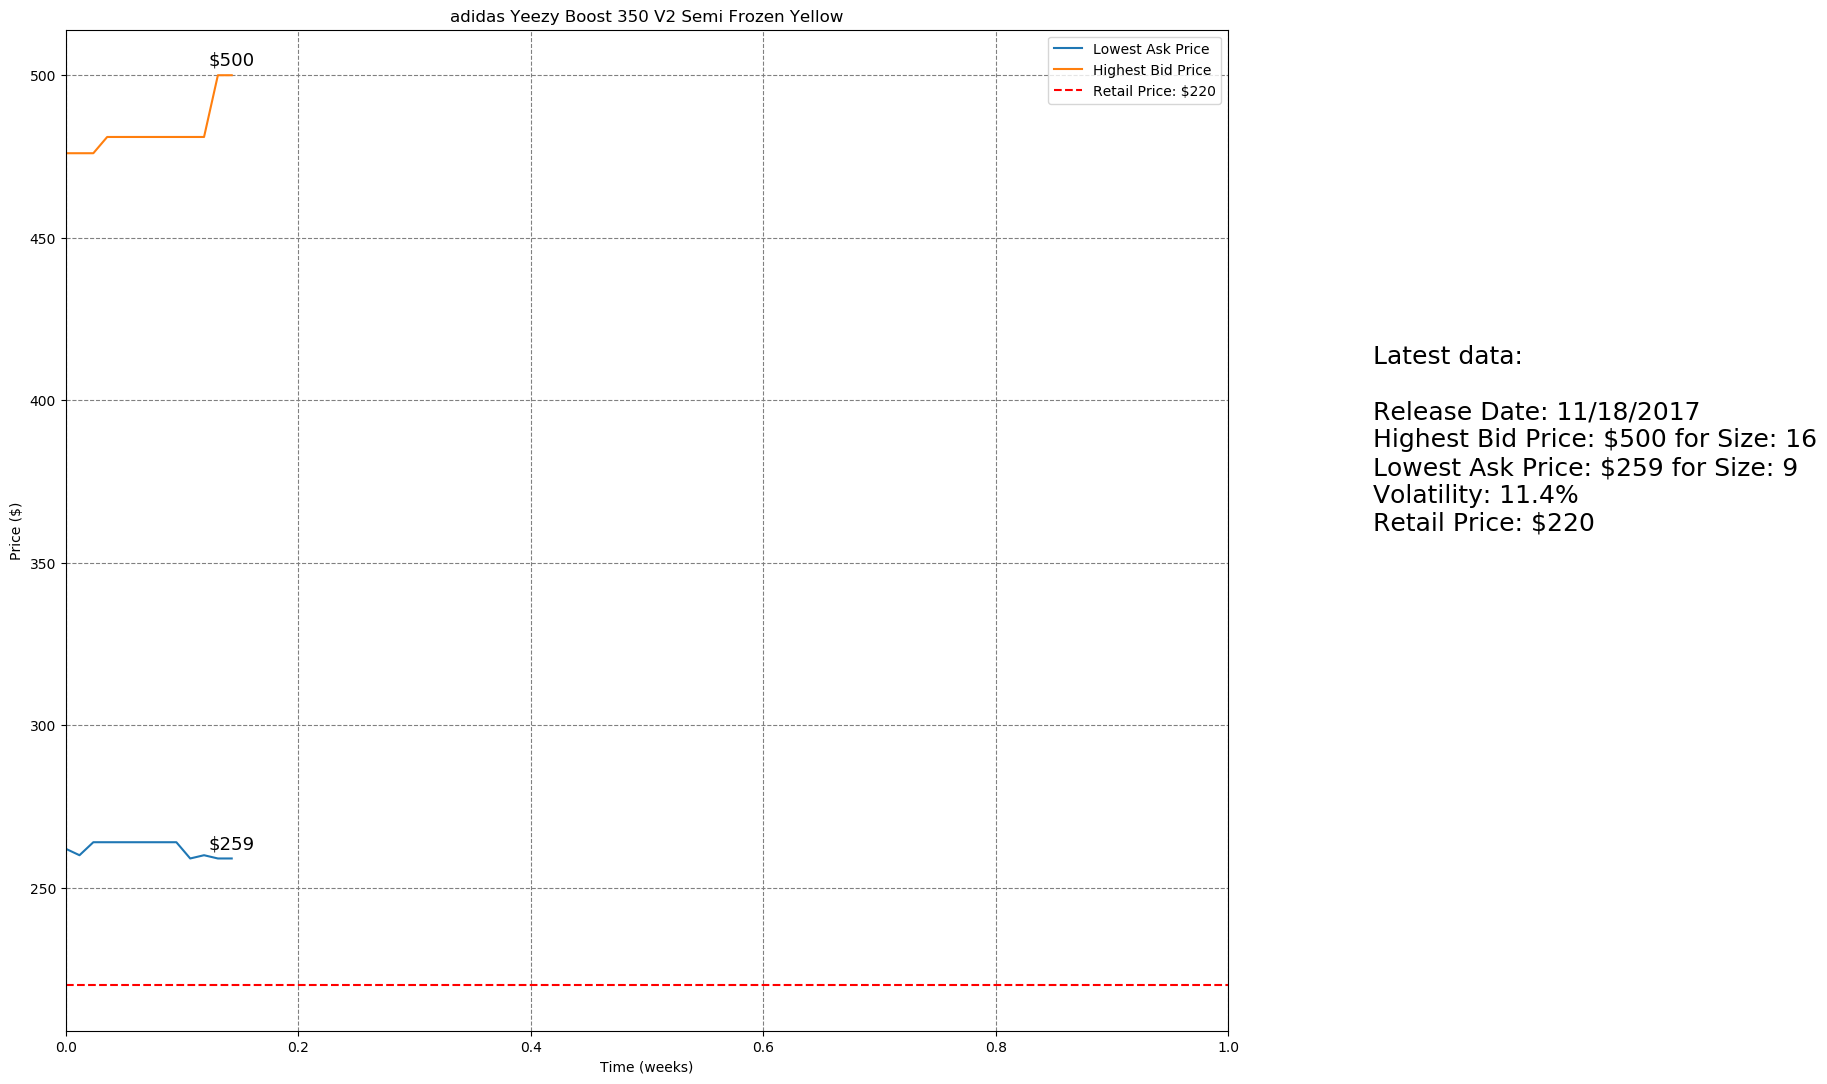 adidas Yeezy Boost 350 V2 Semi Frozen Yellow
$500
Lowest Ask Price
Highest Bid Price
Retail Price: $220
500
450
400
350
300
250
Price ($)
$259
0.0 0.2 0.4 0.6 0.8 1.0
Time (weeks)
Latest data:
Release Date: 11/18/2017
Highest Bid Price: $500 for Size: 16
Lowest Ask Price: $259 for Size: 9
Volatility: 11.4%
Retail Price: $220